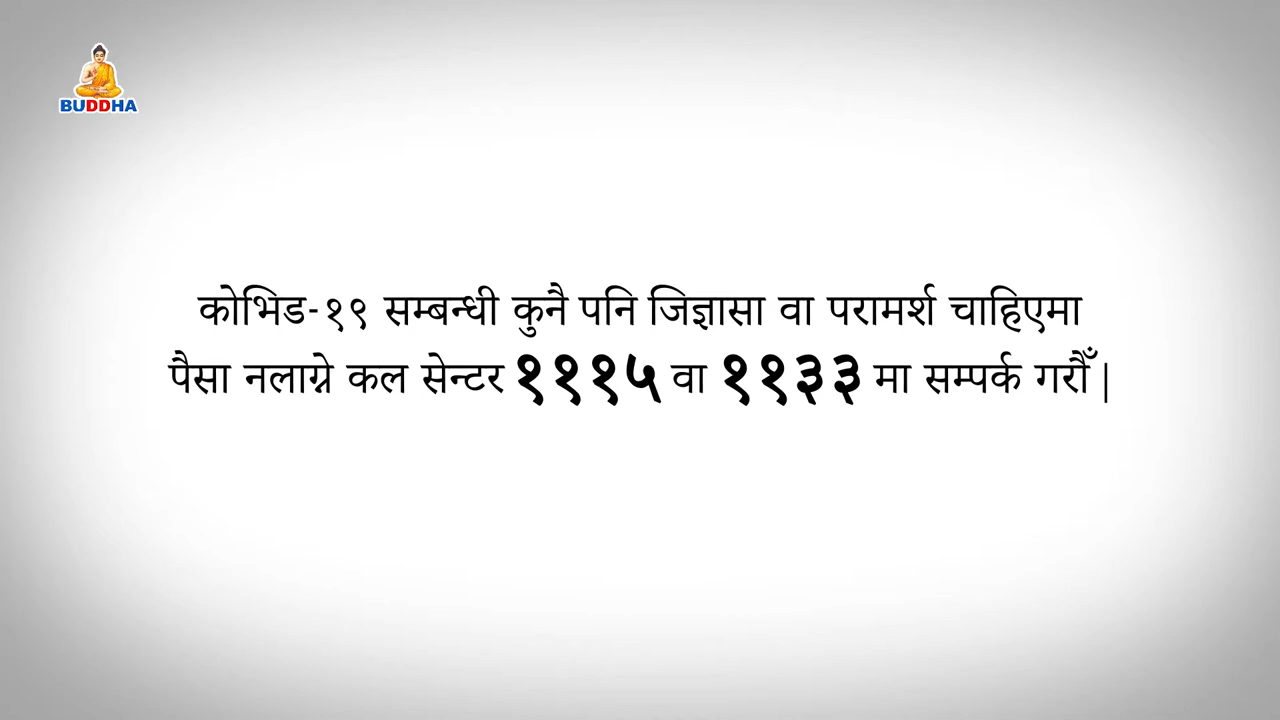 BUDDHA
कोभिड-१९ सम्बन्धी कुनै पनि जिज्ञासा वा परामर्श चाहिएमा
पैसा नलाग्ने कल सेन्टर १११५ वा ११३३ मा सम्पर्क गरौँ |